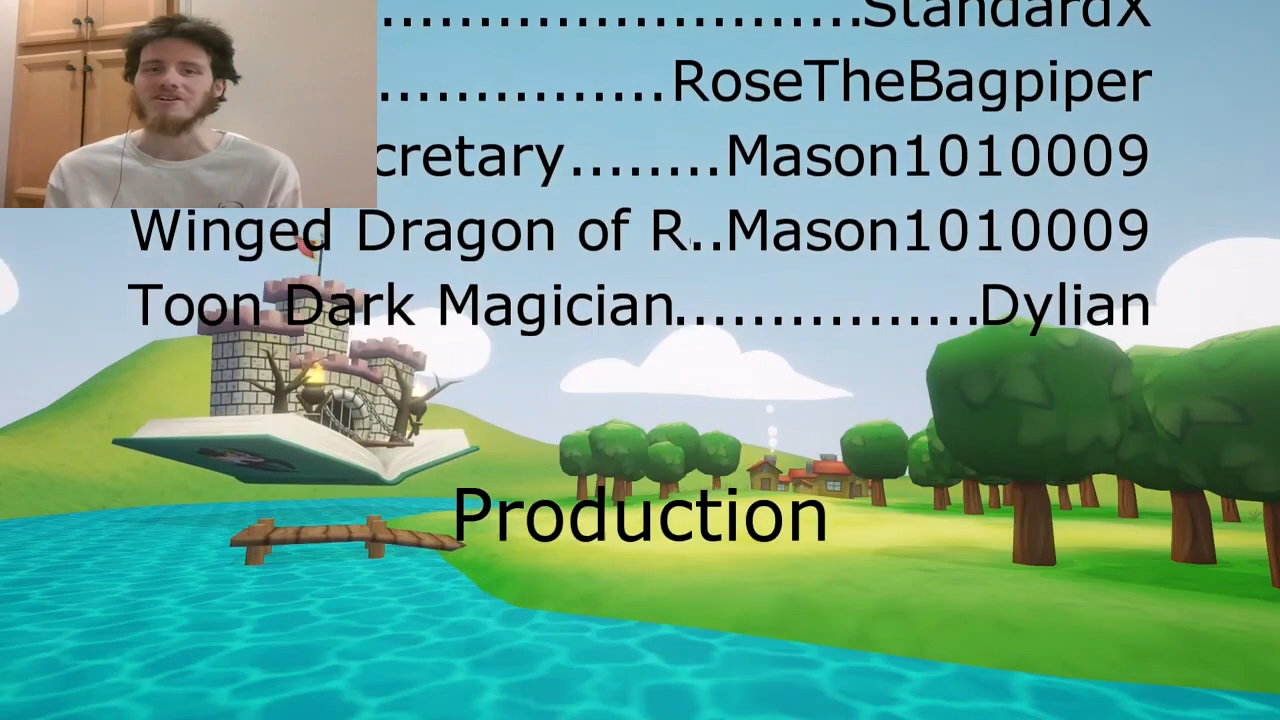 ........................StandardX
...............RoseTheBagpiper
cretary........Mason1010009
Winged Dragon of R..Mason1010009
Toon Dark Magician................Dylian
Production